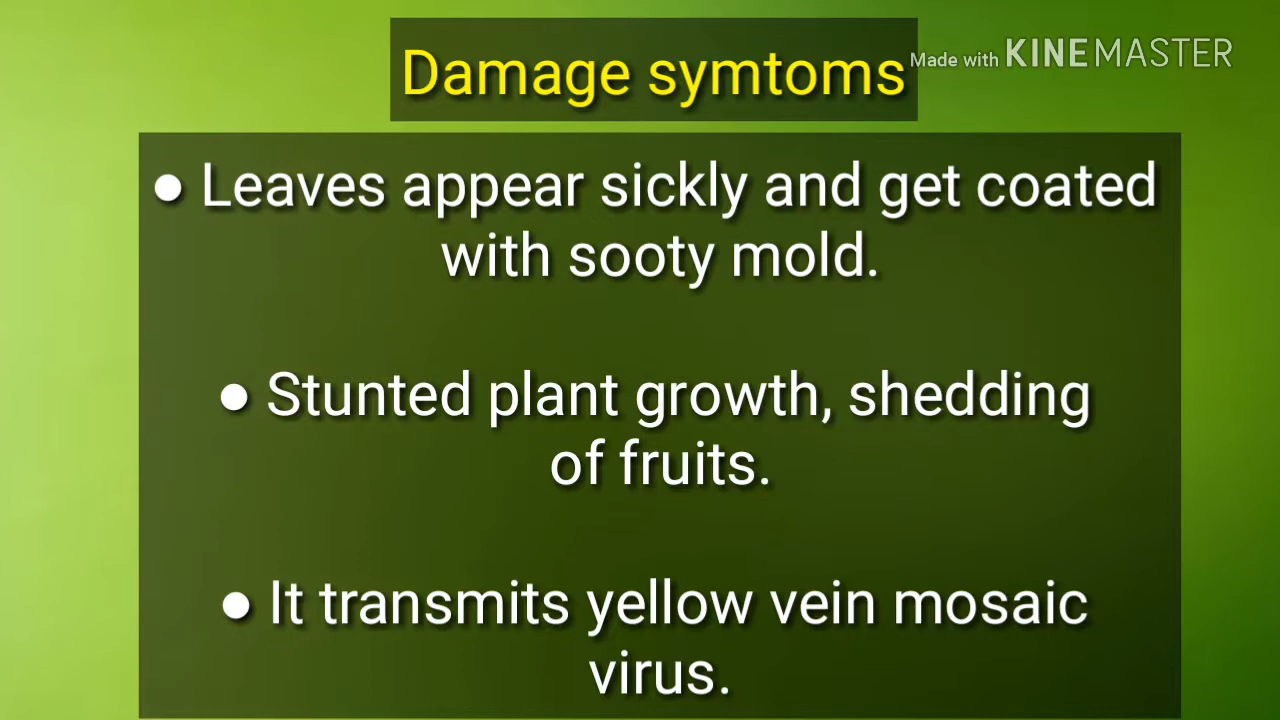 Damage symtoms
Made with KINEMASTER
● Leaves appear sickly and get coated
with sooty mold.
● Stunted plant growth, shedding
of fruits.
● It transmits yellow vein mosaic
virus.